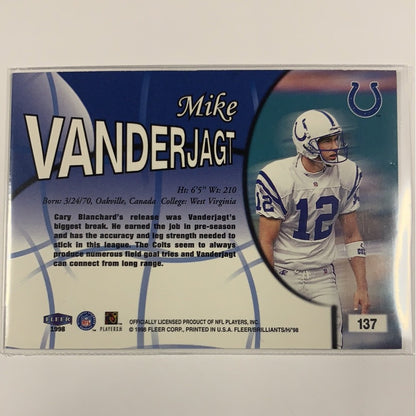 Mike
VANDERJAGT
HT: 6'5" WT: 210
BORN: 3/24/70, OAKVILLE, CANADA COLLEGE: WEST VIRGINIA
Cary Blanchard's release was Vanderjagt's
biggest break. He earned the job in pre-season
and has the accuracy and leg strength needed to
stick in this league. The Colts seem to always
produce numerous field goal tries and Vanderjagt
can connect from long range.
12
137
FLEER
1998
NFL
PLAYERS
OFFICIALLY LICENSED PRODUCT OF NFL PLAYERS, INC.
© 1998 FLEER CORP., PRINTED IN U.S.A. FLEER/BRILLIANTS/H/'98